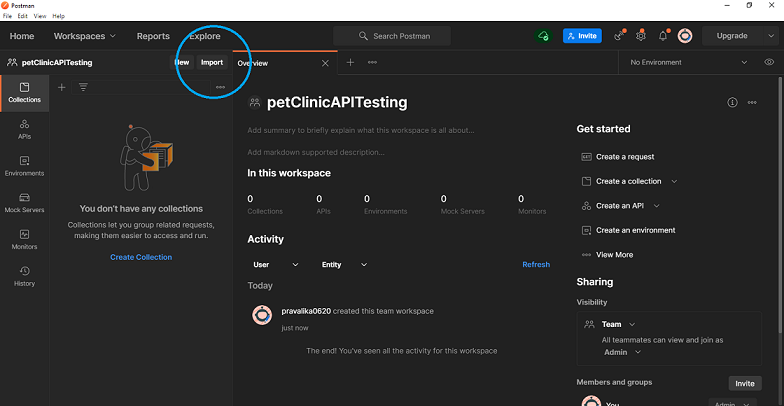 Postman
File Edit View Help
Home Workspaces Reports Explore
Search Postman
Invite
Upgrade
petClinicAPITesting
New Import
Overview
No Environment
Collections
APIs
Environments
Mock Servers
Monitors
History
You don't have any collections
Collections let you group related requests,
making them easier to access and run.
Create Collection
petClinicAPITesting
Add summary to briefly explain what this workspace is all about...
Add markdown supported description...
In this workspace
0 0 0 0 0
Collections APIs Environments Mock Servers Monitors
Activity
User Entity Refresh
Today
pravalika0620 created this team workspace
just now
The end! You've seen all the activity for this workspace
Get started
Create a request
Create a collection
Create an API
Create an environment
View More
Sharing
Visibility
Team
All teammates can view and join as
Admin
Members and groups Invite
You Admin